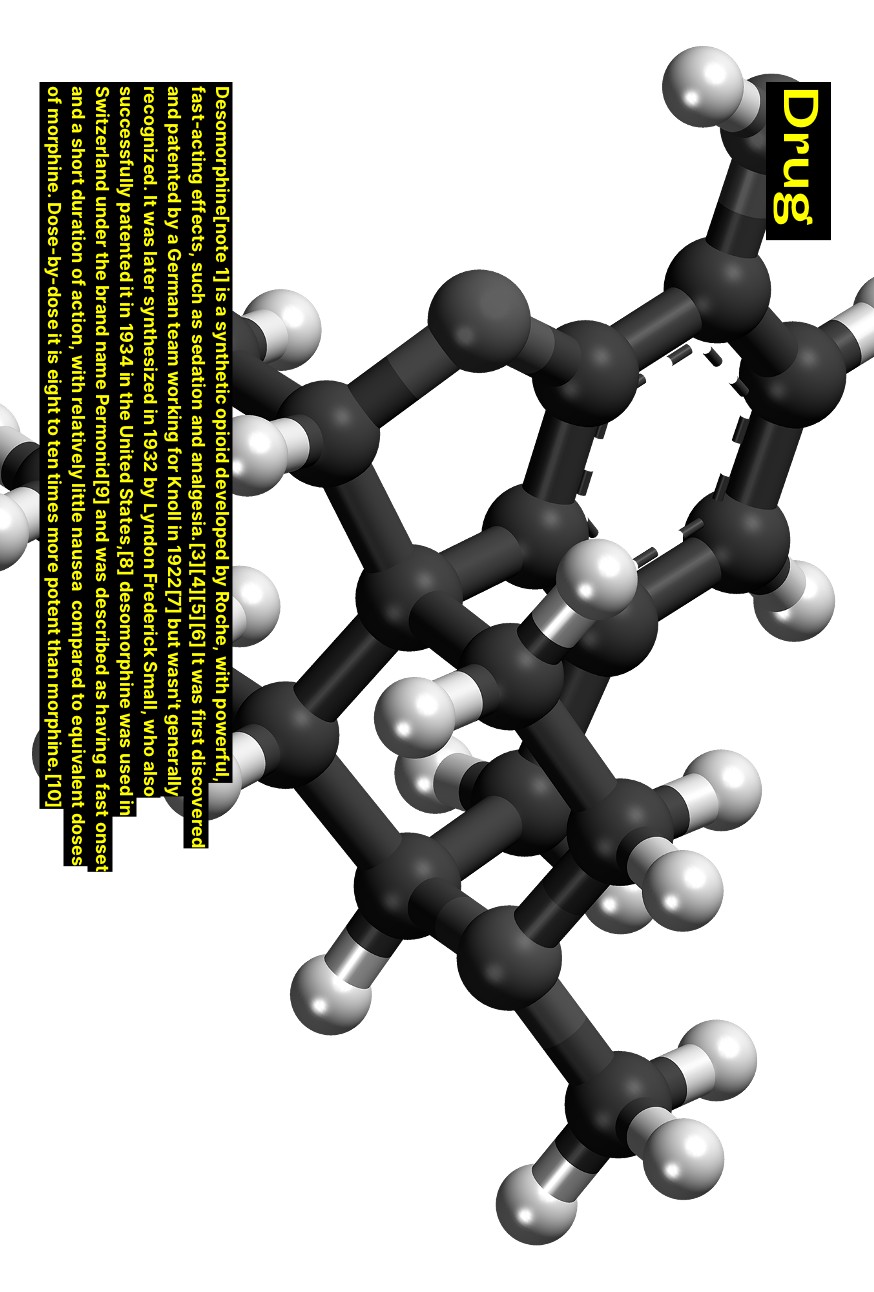 Drug
Desomorphine[note 1] is a synthetic opioid developed by Roche, with powerful,
fast-acting effects, such as sedation and analgesia.[3][4][5][6] It was first discovered
and patented by a German team working for Knoll in 1922[7] but wasn't generally
recognized. It was later synthesized in 1932 by Lyndon Frederick Small, who also
successfully patented it in 1934 in the United States,[8] desomorphine was used in
Switzerland under the brand name Permonid[9] and was described as having a fast onset
and a short duration of action, with relatively little nausea compared to equivalent doses
of morphine. Dose-by-dose it is eight to ten times more potent than morphine.[10]